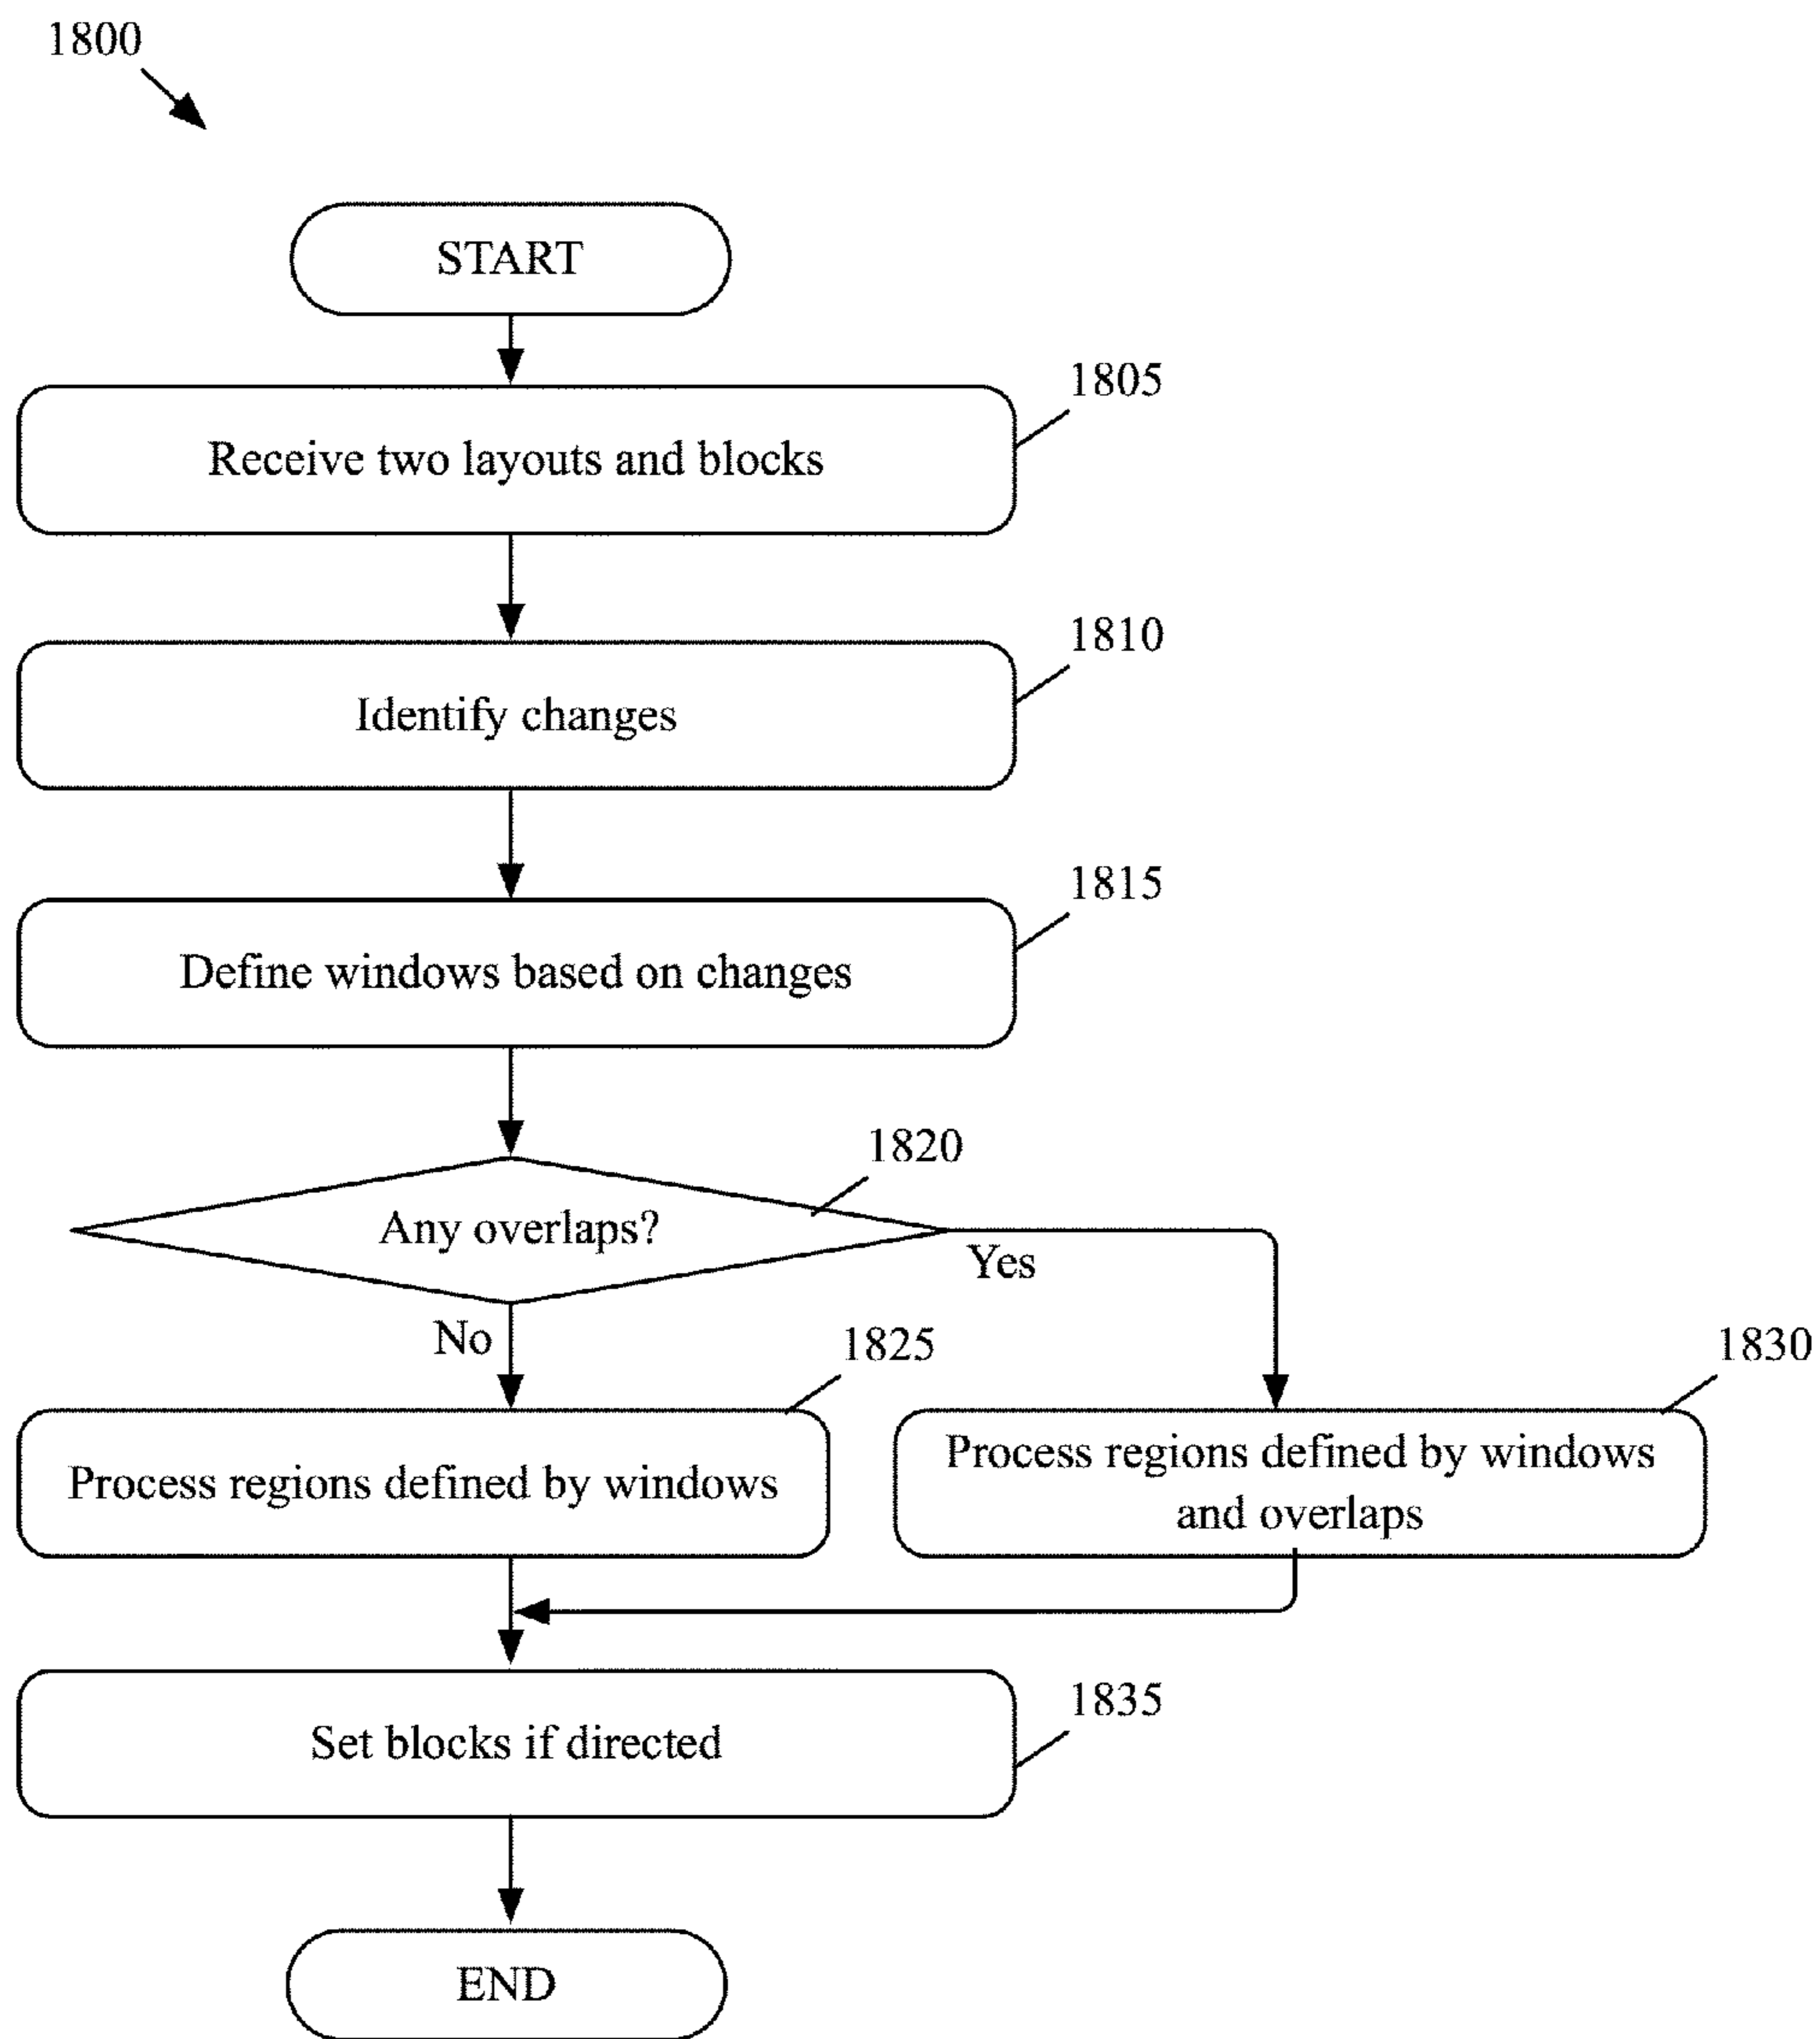 1800
START
1805
Receive two layouts and blocks
1810
Identify changes
1815
Define windows based on changes
1820
Any overlaps?
Yes
No
1825
1830
Process regions defined by windows
Process regions defined by windows
and overlaps
1835
Set blocks if directed
END